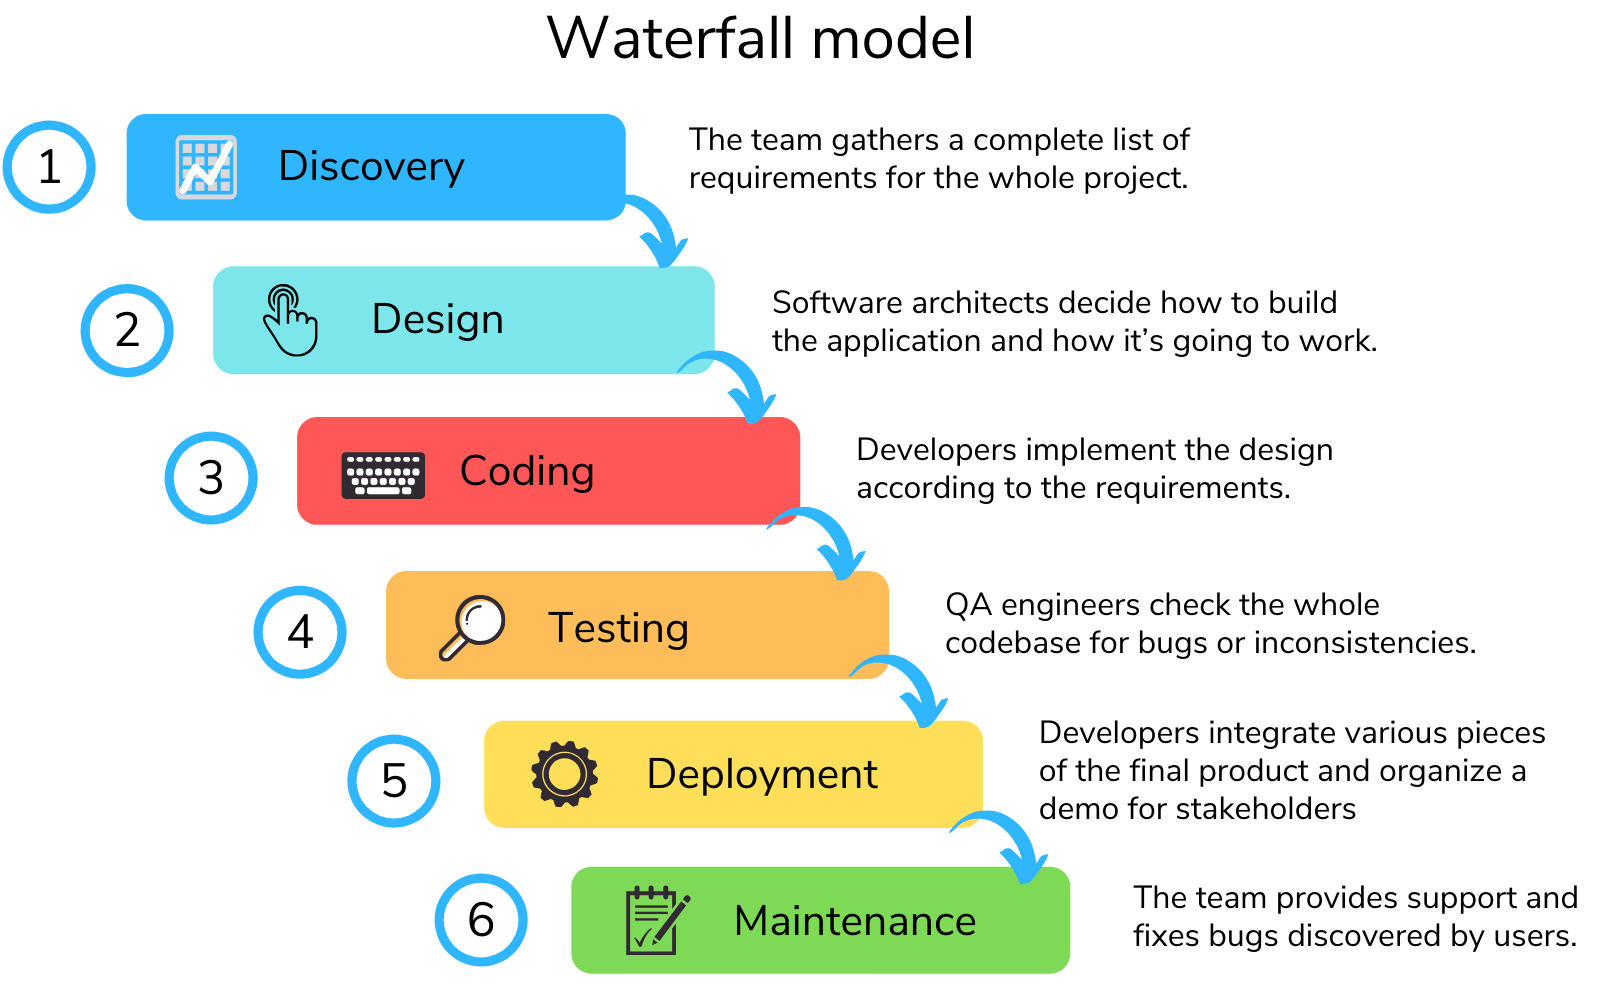 Waterfall model
1
Discovery
The team gathers a complete list of
requirements for the whole project.
2
Design
Software architects decide how to build
the application and how it’s going to work.
3
Coding
Developers implement the design
according to the requirements.
4
Testing
QA engineers check the whole
codebase for bugs or inconsistencies.
5
Deployment
Developers integrate various pieces
of the final product and organize a
demo for stakeholders
6
Maintenance
The team provides support and
fixes bugs discovered by users.